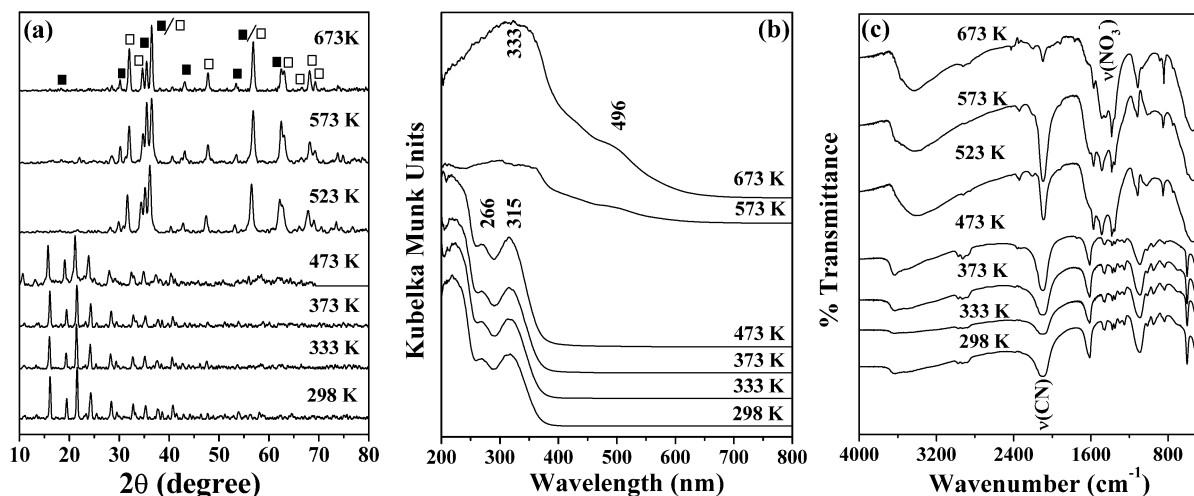 (a)
673K
573 K
523 K
473 K
373 K
333 K
298 K
10 20 30 40 50 60 70 80
2θ (degree)
(b)
Kubelka Munk Units
333
496
266
315
673 K
573 K
473 K
373 K
333 K
298 K
200 300 400 500 600 700 800
Wavelength (nm)
(c)
% Transmittance
673 K
ν(NO₃⁻)
573 K
523 K
473 K
373 K
333 K
298 K
ν(CN)
4000 3200 2400 1600 800
Wavenumber (cm⁻¹)